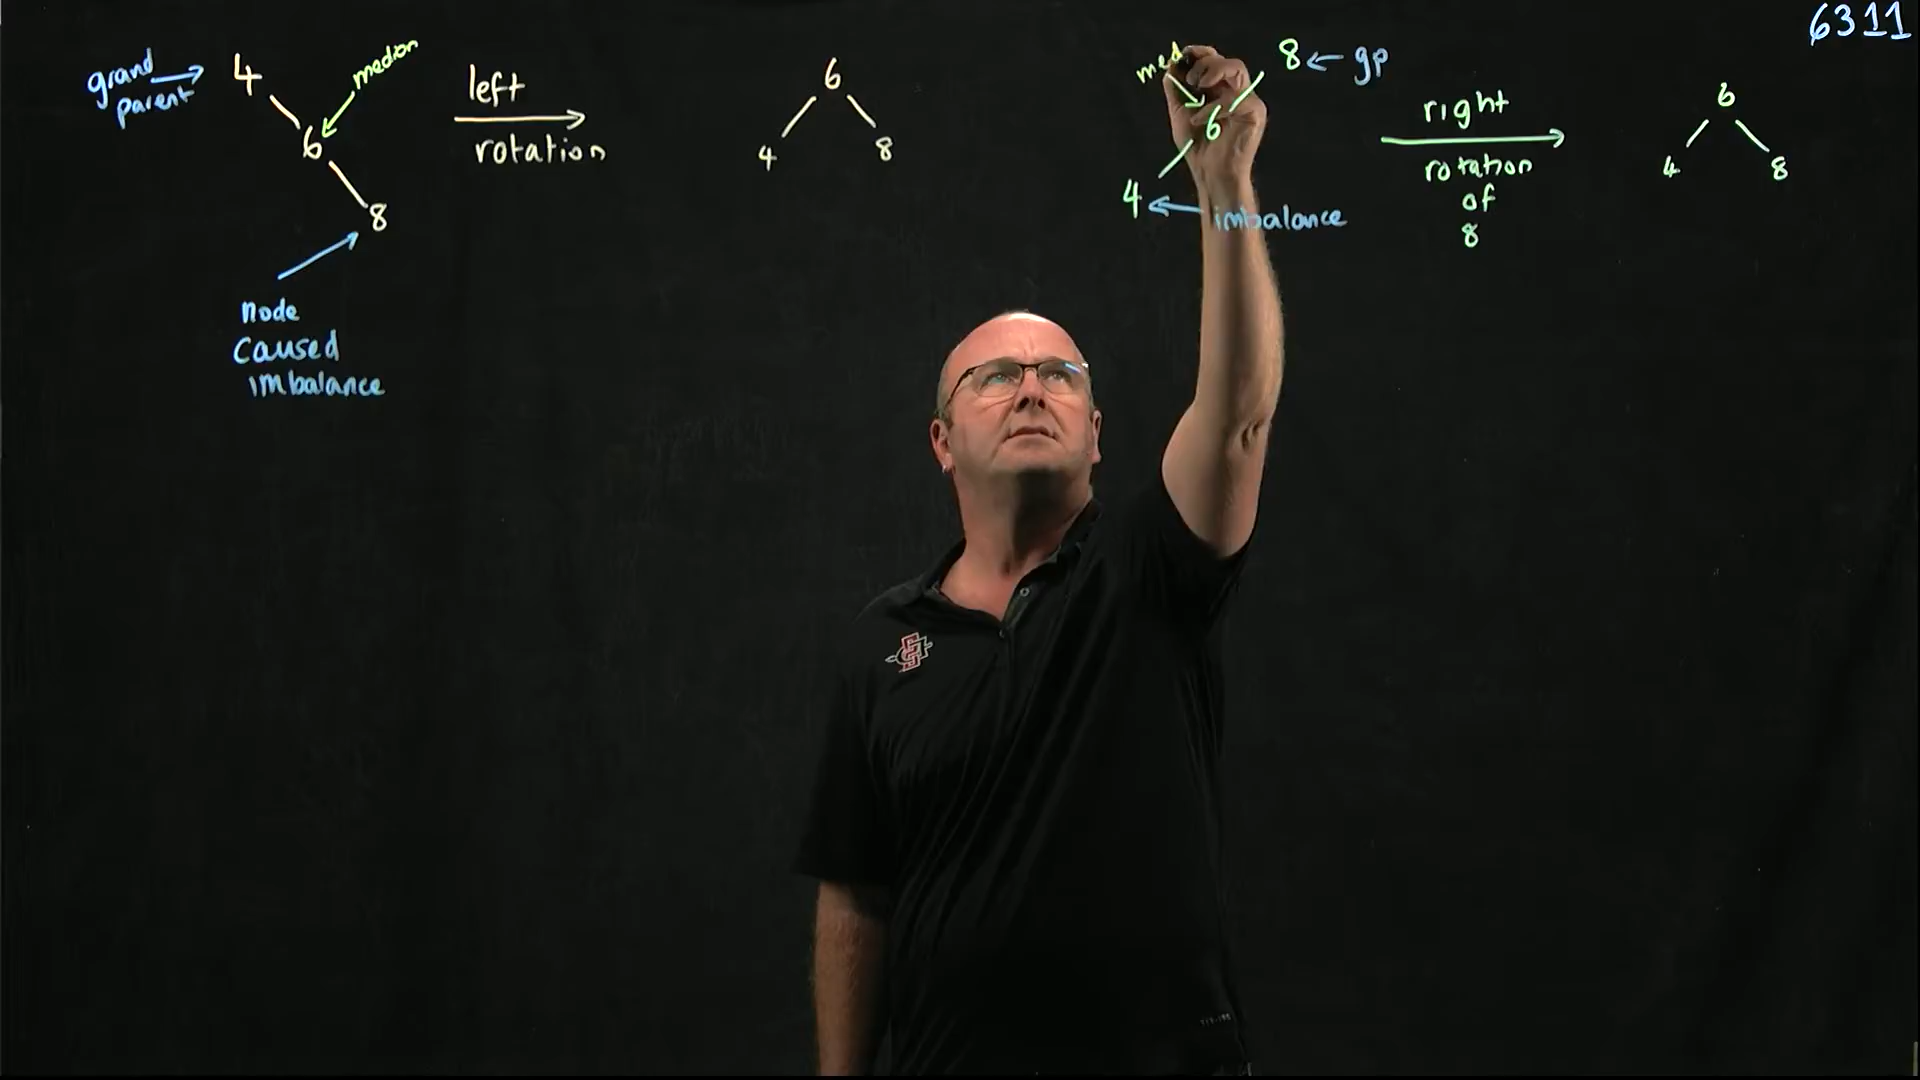 6311
grand
parent
4
median
6
8
node
caused
imbalance
left
rotation
6
4 8
med
8 gp
6
4 imbalance
right
rotation
of
8
6
4 8